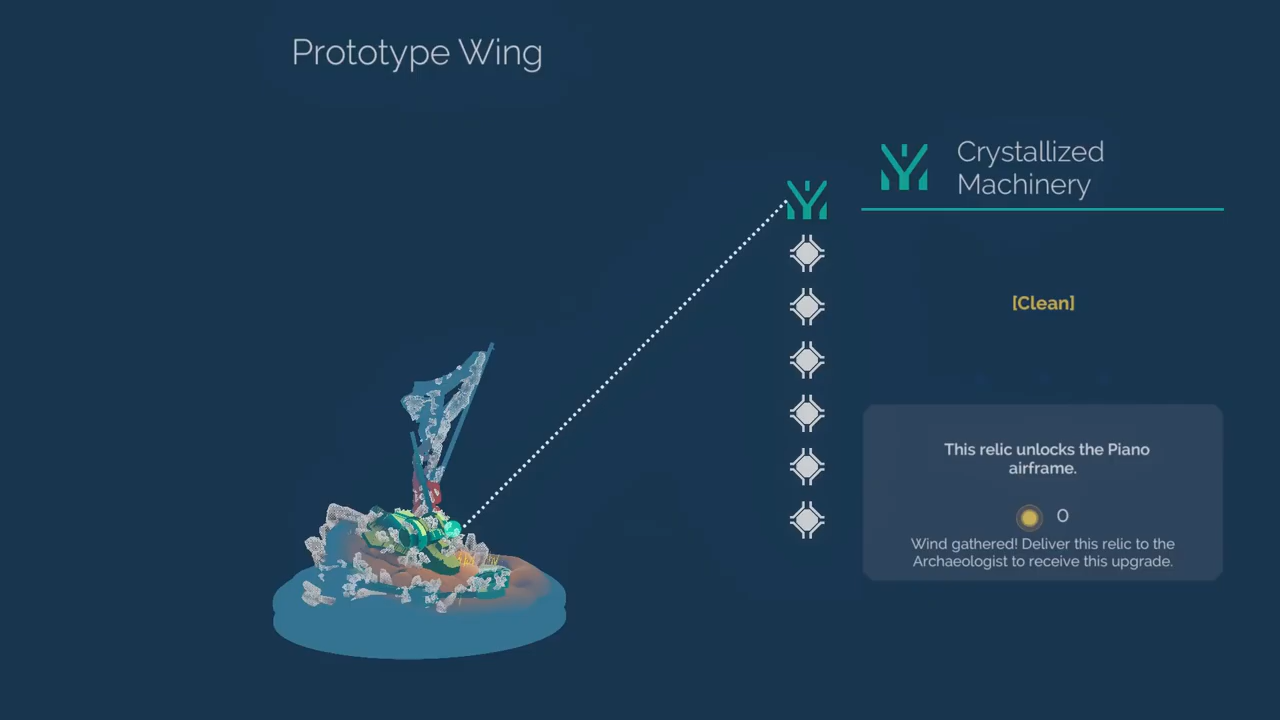 Prototype Wing
Crystallized
Machinery
[Clean]
This relic unlocks the Piano
airframe.
0
Wind gathered! Deliver this relic to the
Archaeologist to receive this upgrade.